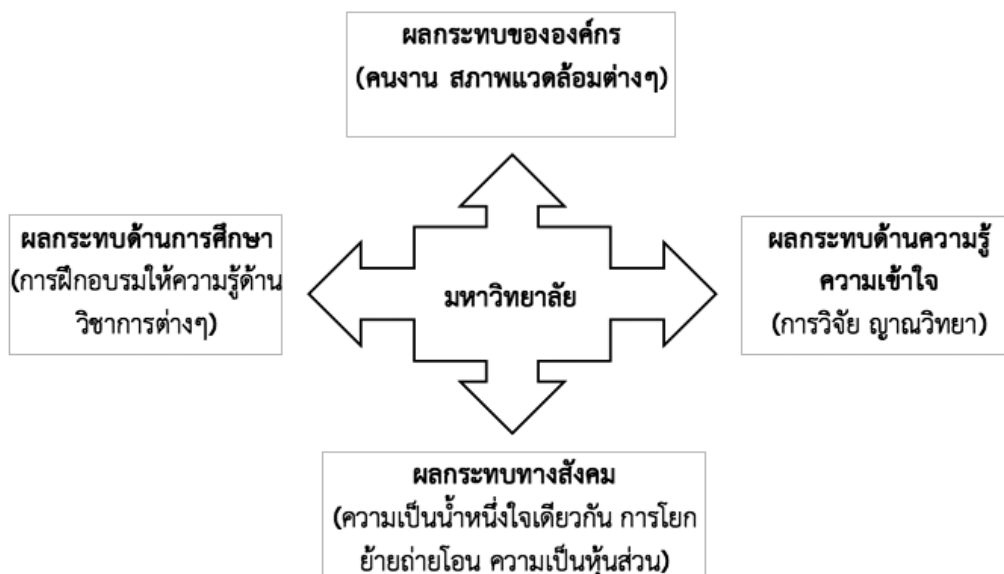 ผลกระทบขององค์กร
(คนงาน สภาพแวดล้อมต่างๆ)
ผลกระทบด้านการศึกษา
(การฝึกอบรมให้ความรู้ด้าน
วิชาการต่างๆ)
มหาวิทยาลัย
ผลกระทบด้านความรู้
ความเข้าใจ
(การวิจัย ญาณวิทยา)
ผลกระทบทางสังคม
(ความเป็นน้ำหนึ่งใจเดียวกัน การโยก
ย้ายถ่ายโอน ความเป็นหุ้นส่วน)